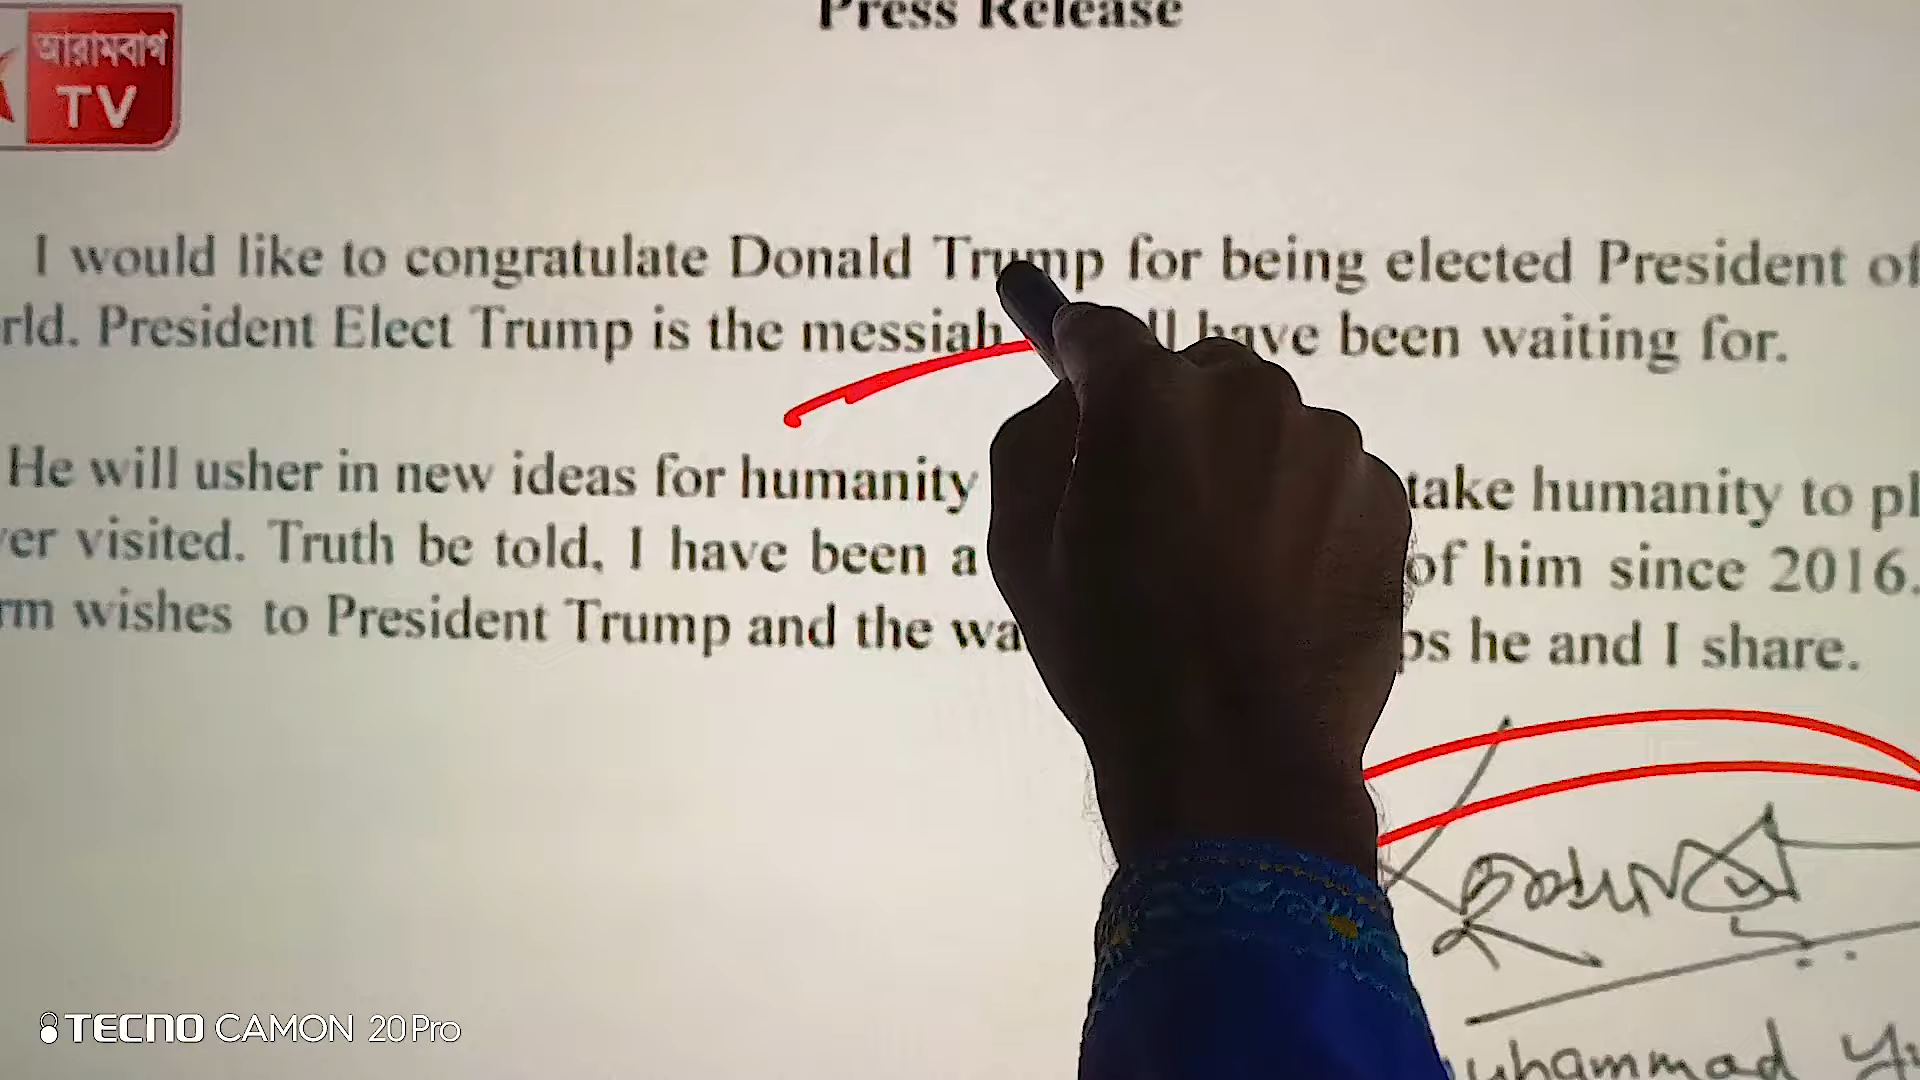 Press Release
আরামবাগ
TV
I would like to congratulate Donald Trump for being elected President of
rld. President Elect Trump is the messiah have been waiting for.
He will usher in new ideas for humanity take humanity to pl
er visited. Truth be told, I have been a of him since 2016.
rm wishes to President Trump and the wa ps he and I share.
uhammad Yu
TECNO CAMON 20 Pro